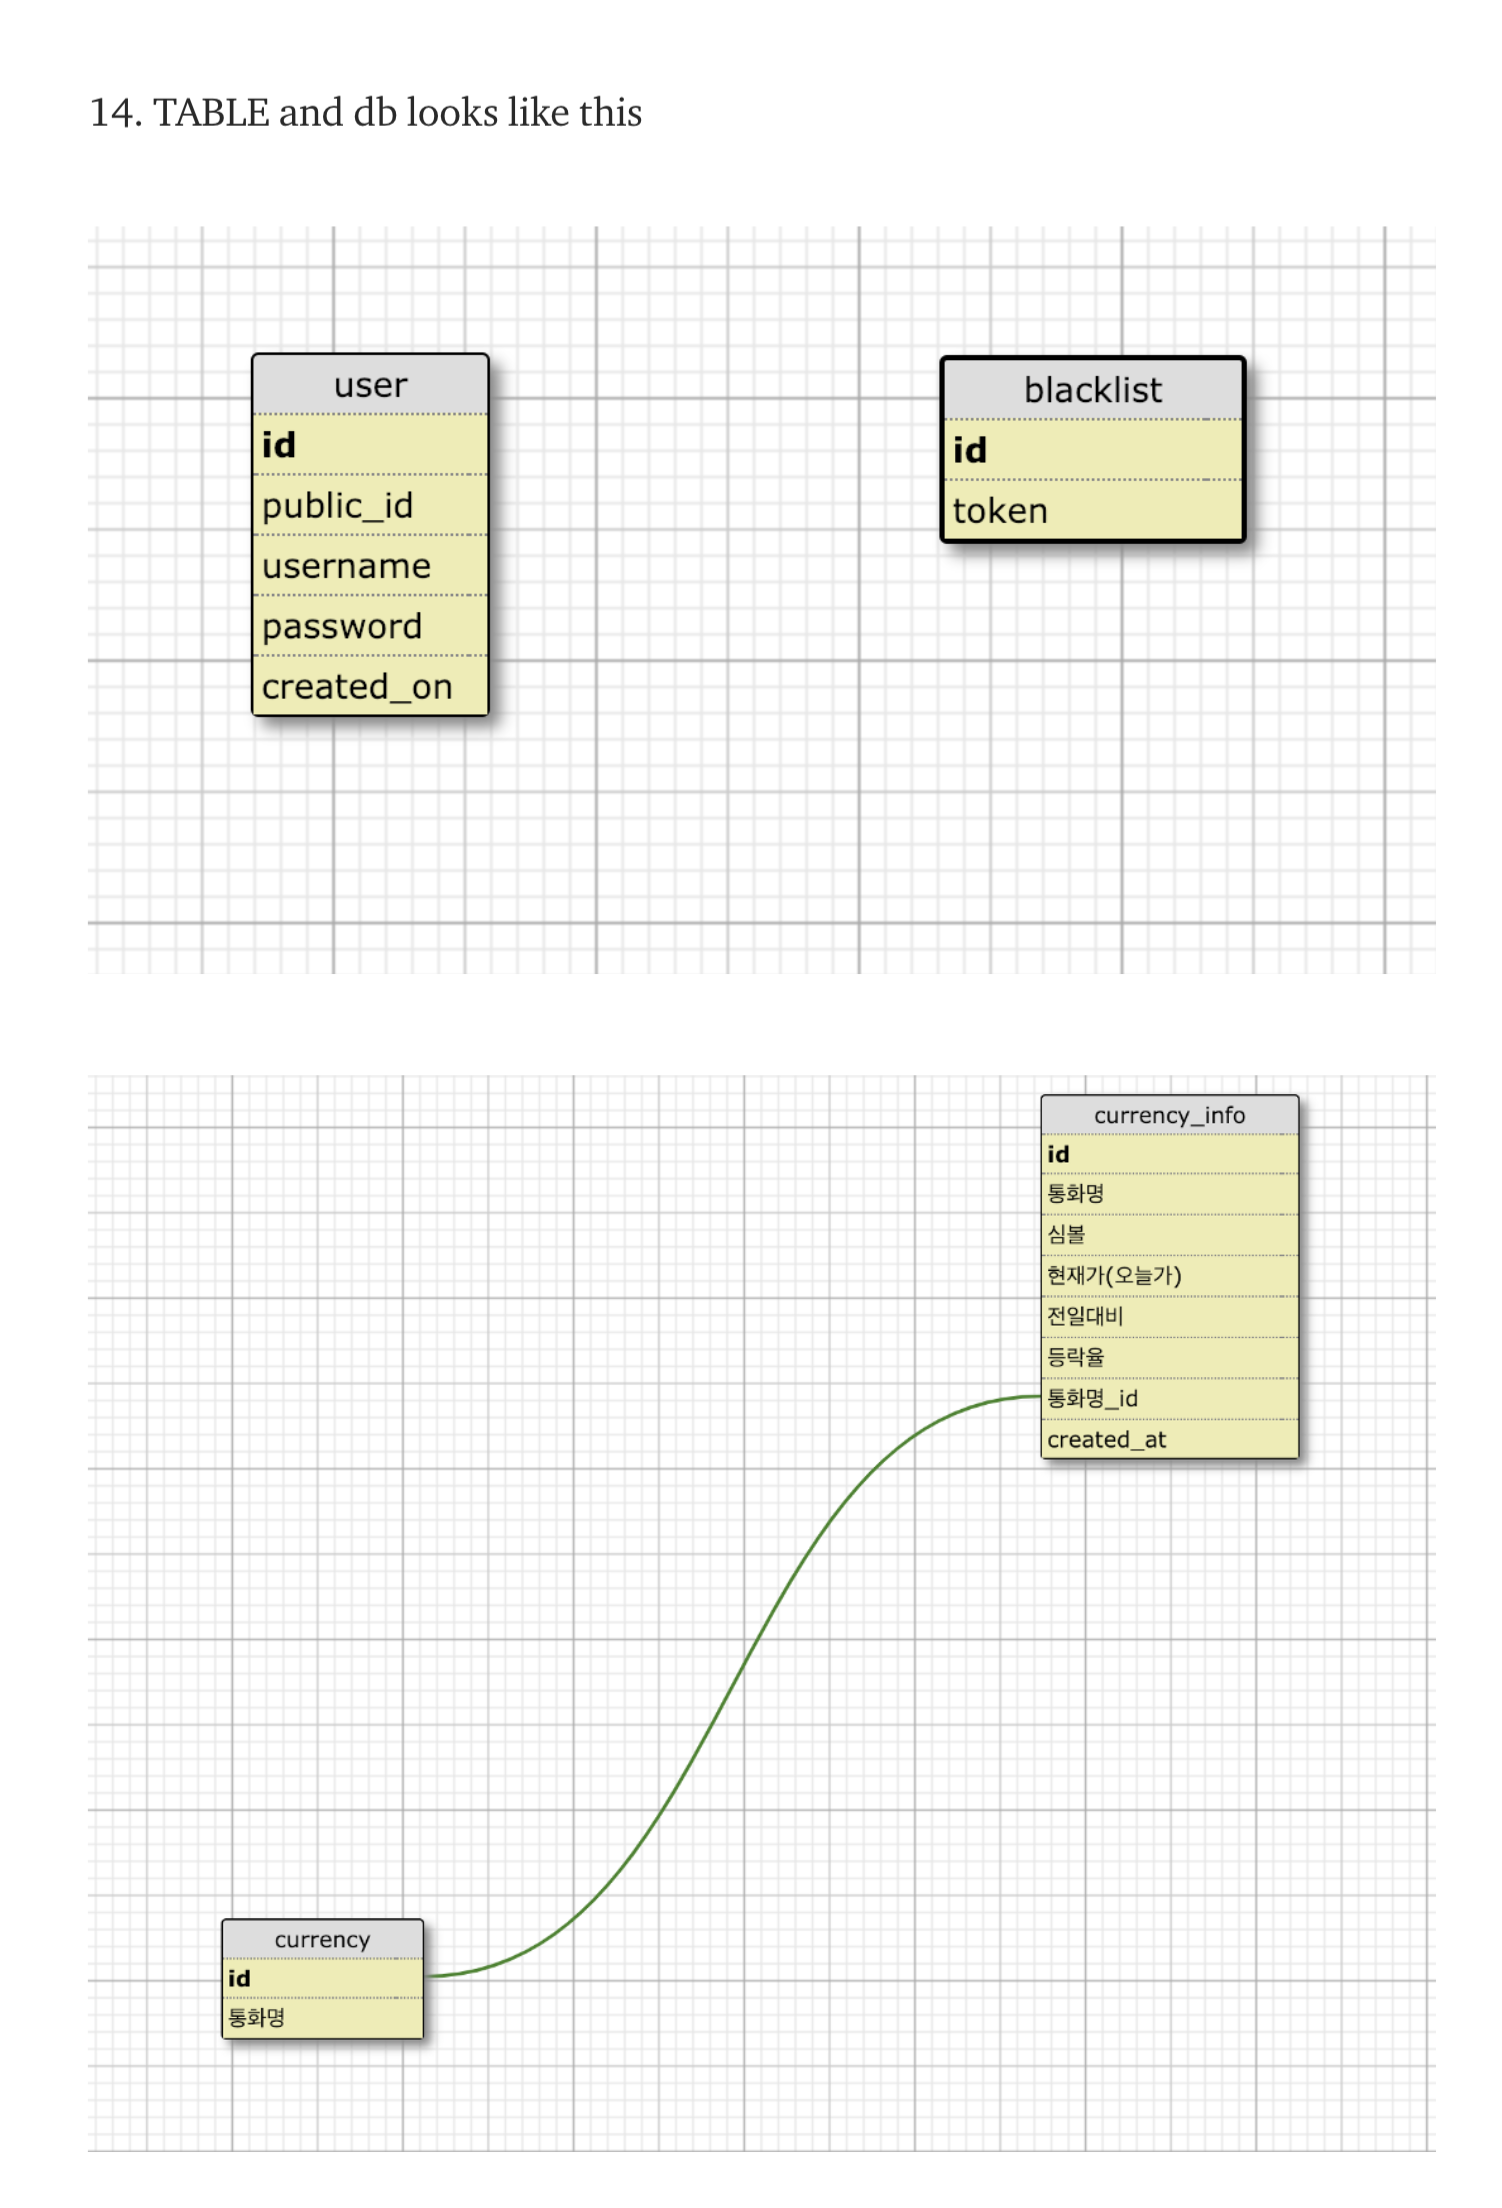 14. TABLE and db looks like this
user
id
public_id
username
password
created_on
blacklist
id
token
currency_info
id
통화명
심볼
현재가(오늘가)
전일대비
등락율
통화명_id
created_at
currency
id
통화명